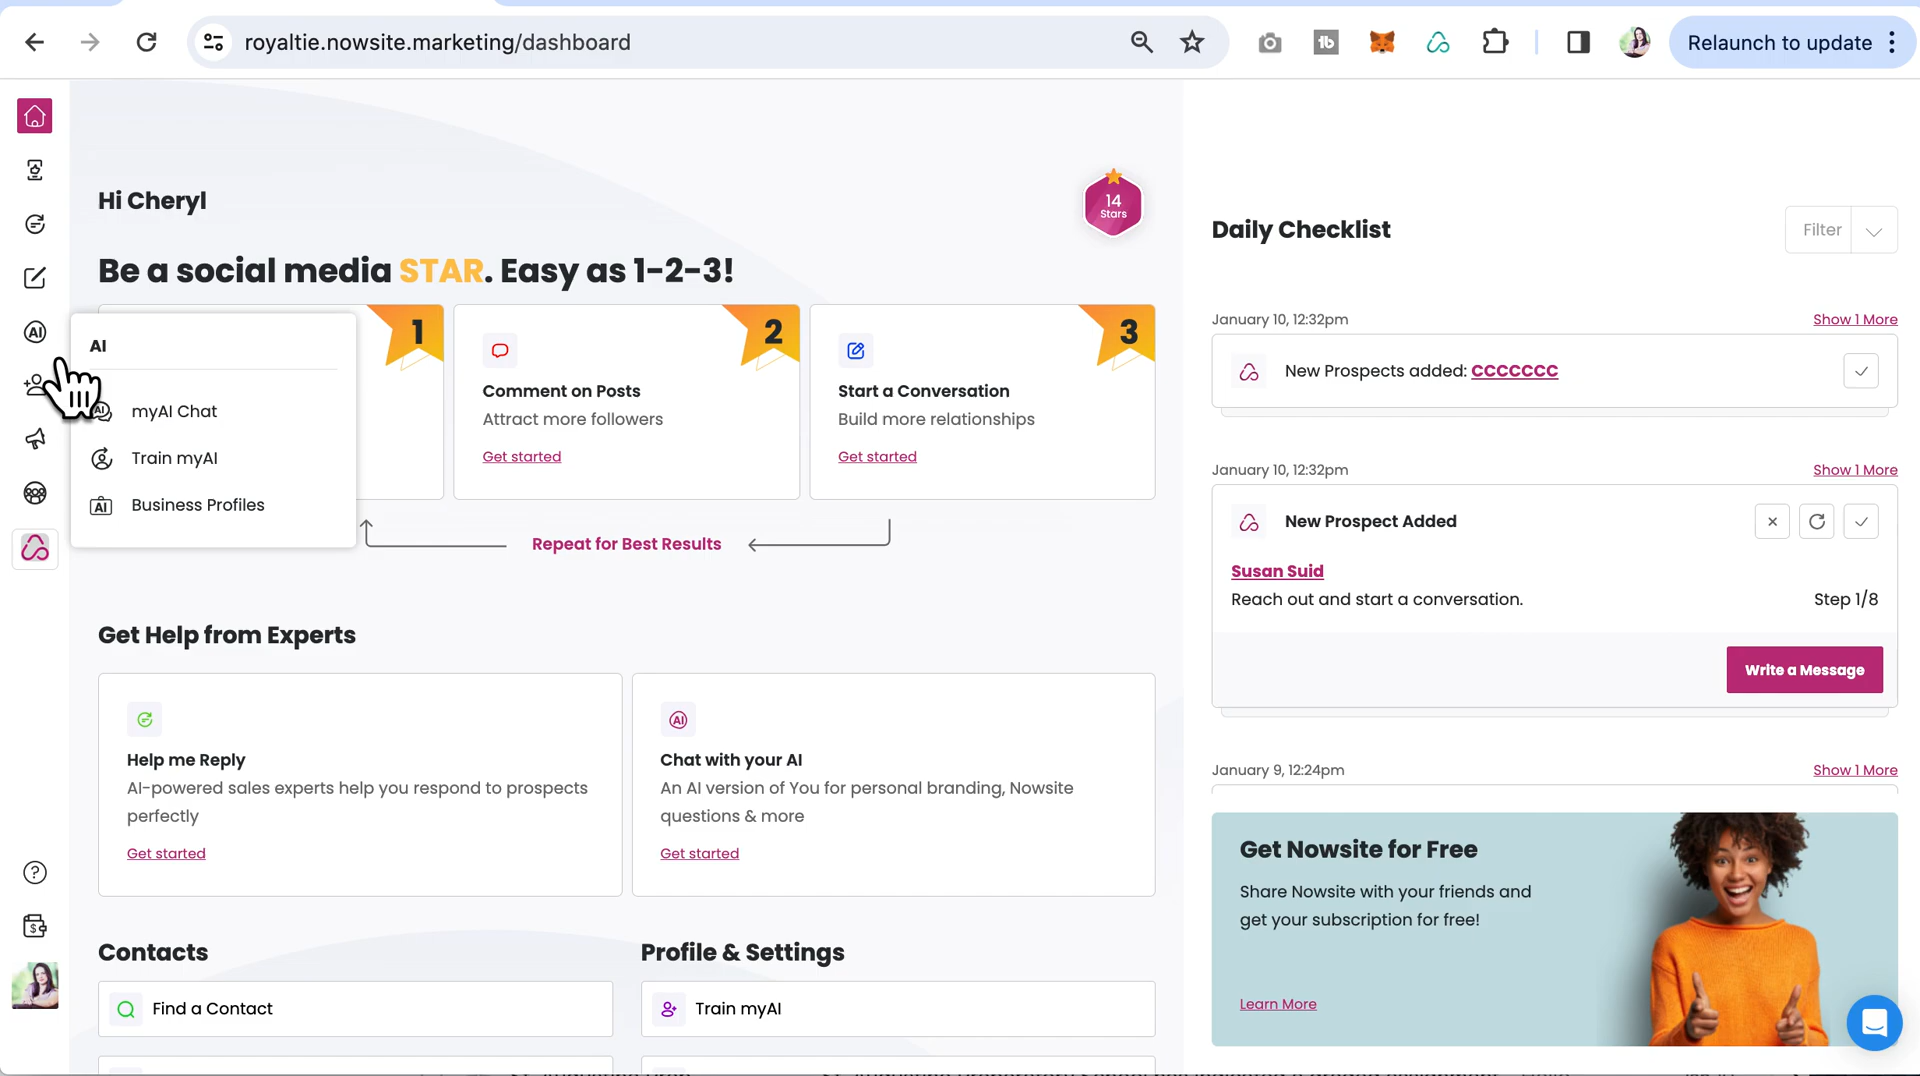 royaltie.nowsite.marketing/dashboard
Relaunch to update
Hi Cheryl
14
Stars
Be a social media STAR. Easy as 1-2-3!
1
2
3
AI
AI
myAI Chat
Train myAI
Business Profiles
Comment on Posts
Attract more followers
Get started
Start a Conversation
Build more relationships
Get started
Repeat for Best Results
Get Help from Experts
Help me Reply
AI-powered sales experts help you respond to prospects
perfectly
Get started
AI
Chat with your AI
An AI version of You for personal branding, Nowsite
questions & more
Get started
Contacts
Find a Contact
Profile & Settings
Train myAI
Daily Checklist
Filter
January 10, 12:32pm
Show 1 More
New Prospects added: CCCCCCC
January 10, 12:32pm
Show 1 More
New Prospect Added
Susan Suid
Reach out and start a conversation.
Step 1/8
Write a Message
January 9, 12:24pm
Show 1 More
Get Nowsite for Free
Share Nowsite with your friends and
get your subscription for free!
Learn More